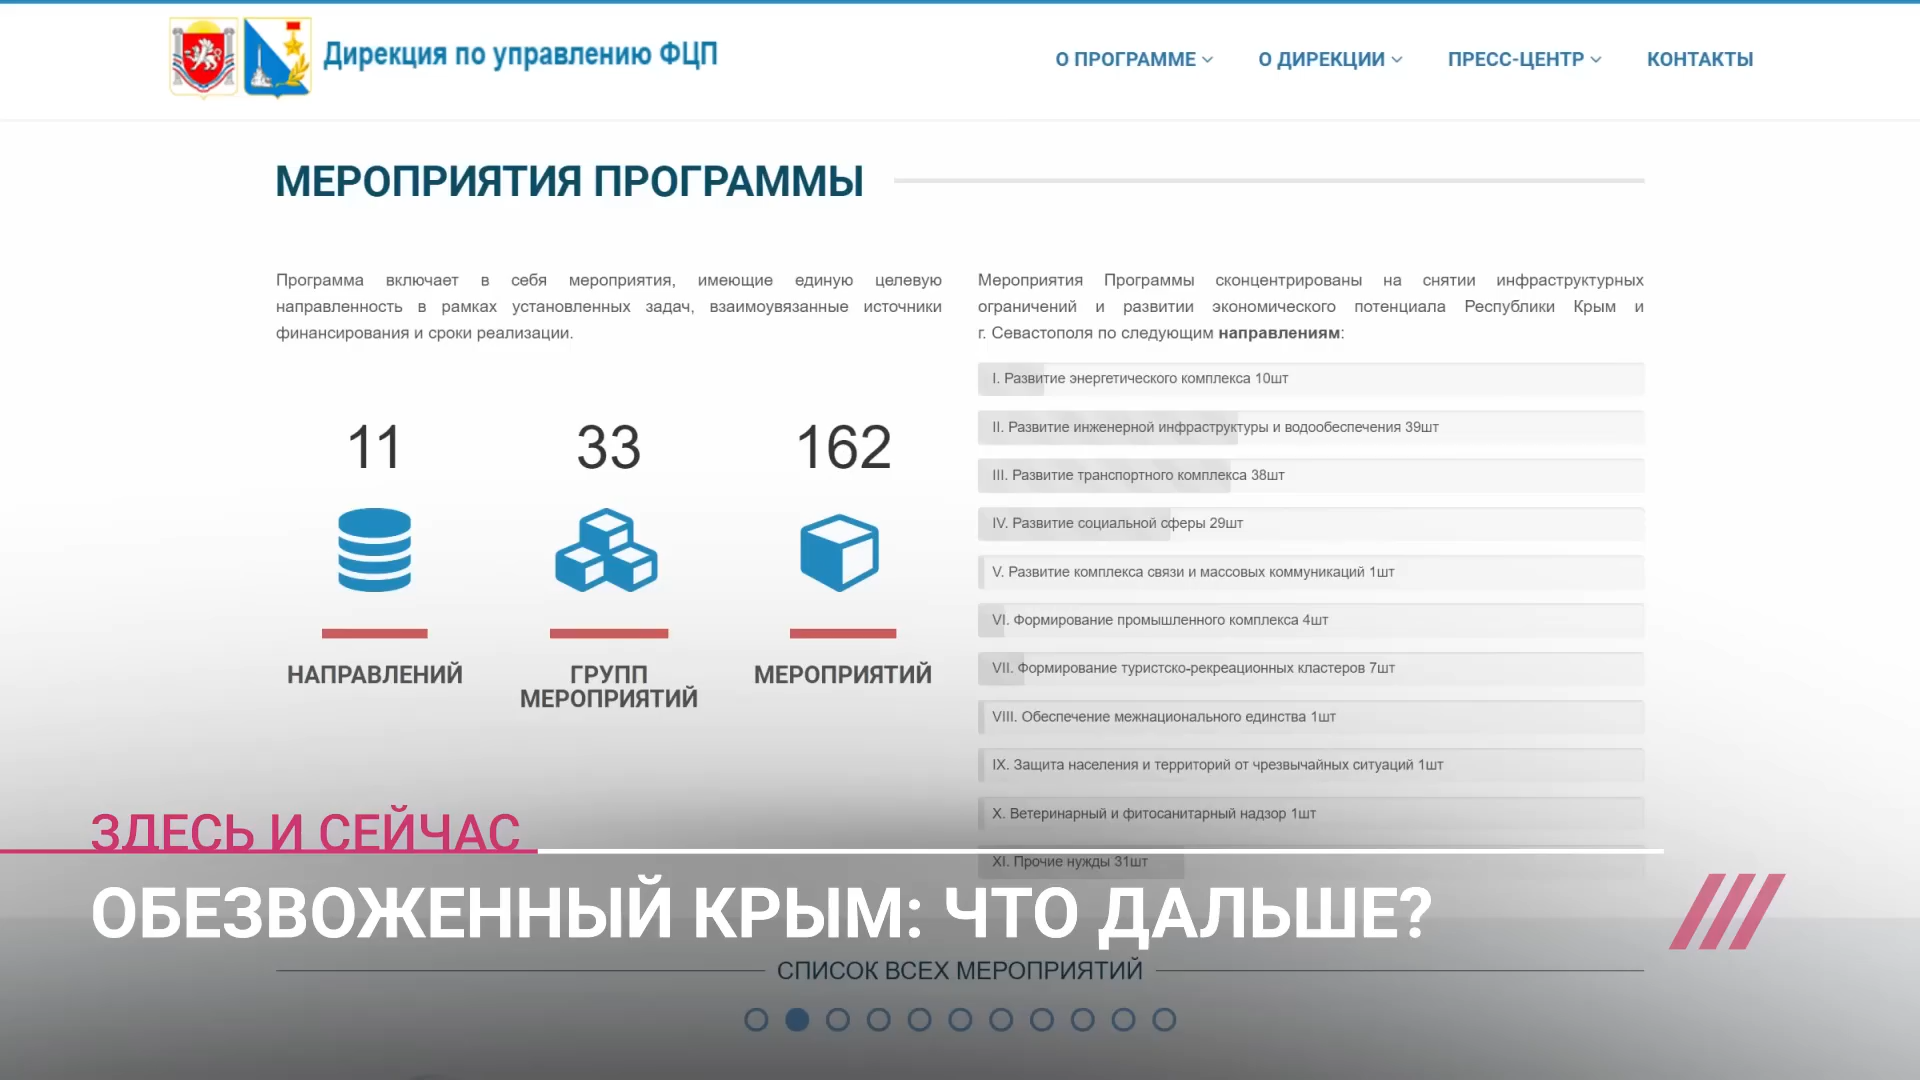 Дирекция по управлению ФЦП
О ПРОГРАММЕ
О ДИРЕКЦИИ
ПРЕСС-ЦЕНТР
КОНТАКТЫ
МЕРОПРИЯТИЯ ПРОГРАММЫ
Программа включает в себя мероприятия, имеющие единую целевую
направленность в рамках установленных задач, взаимоувязанные источники
финансирования и сроки реализации.
11
НАПРАВЛЕНИЙ
33
ГРУПП
МЕРОПРИЯТИЙ
162
МЕРОПРИЯТИЙ
Мероприятия Программы сконцентрированы на снятии инфраструктурных
ограничений и развитии экономического потенциала Республики Крым и
г. Севастополя по следующим направлениям:
I. Развитие энергетического комплекса 10шт
II. Развитие инженерной инфраструктуры и водообеспечения 39шт
III. Развитие транспортного комплекса 38шт
IV. Развитие социальной сферы 29шт
V. Развитие комплекса связи и массовых коммуникаций 1шт
VI. Формирование промышленного комплекса 4шт
VII. Формирование туристско-рекреационных кластеров 7шт
VIII. Обеспечение межнационального единства 1шт
IX. Защита населения и территорий от чрезвычайных ситуаций 1шт
X. Ветеринарный и фитосанитарный надзор 1шт
XI. Прочие нужды 31шт
ЗДЕСЬ И СЕЙЧАС
ОБЕЗВОЖЕННЫЙ КРЫМ: ЧТО ДАЛЬШЕ?
СПИСОК ВСЕХ МЕРОПРИЯТИЙ